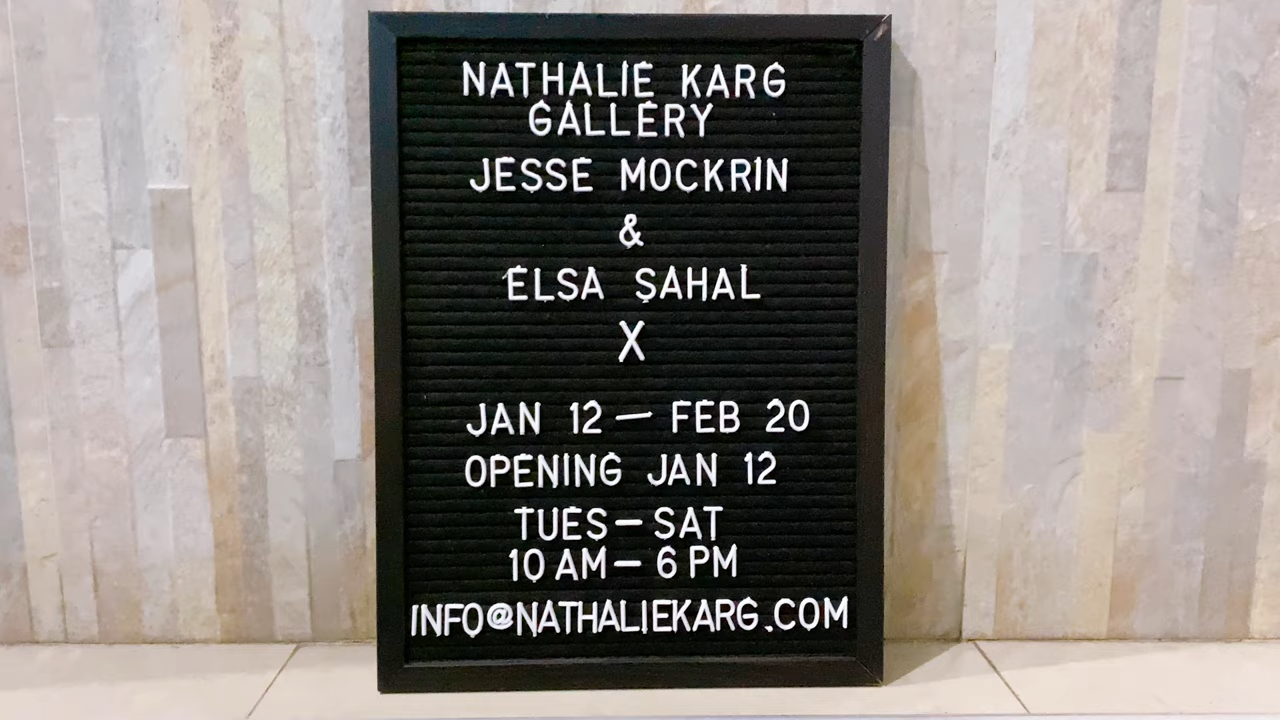 NATHALIE KARG
GALLERY
JESSE MOCKRIN
&
ELSA SAHAL
X
JAN 12 — FEB 20
OPENING JAN 12
TUES — SAT
10 AM — 6 PM
INFO@NATHALIEKARG.COM